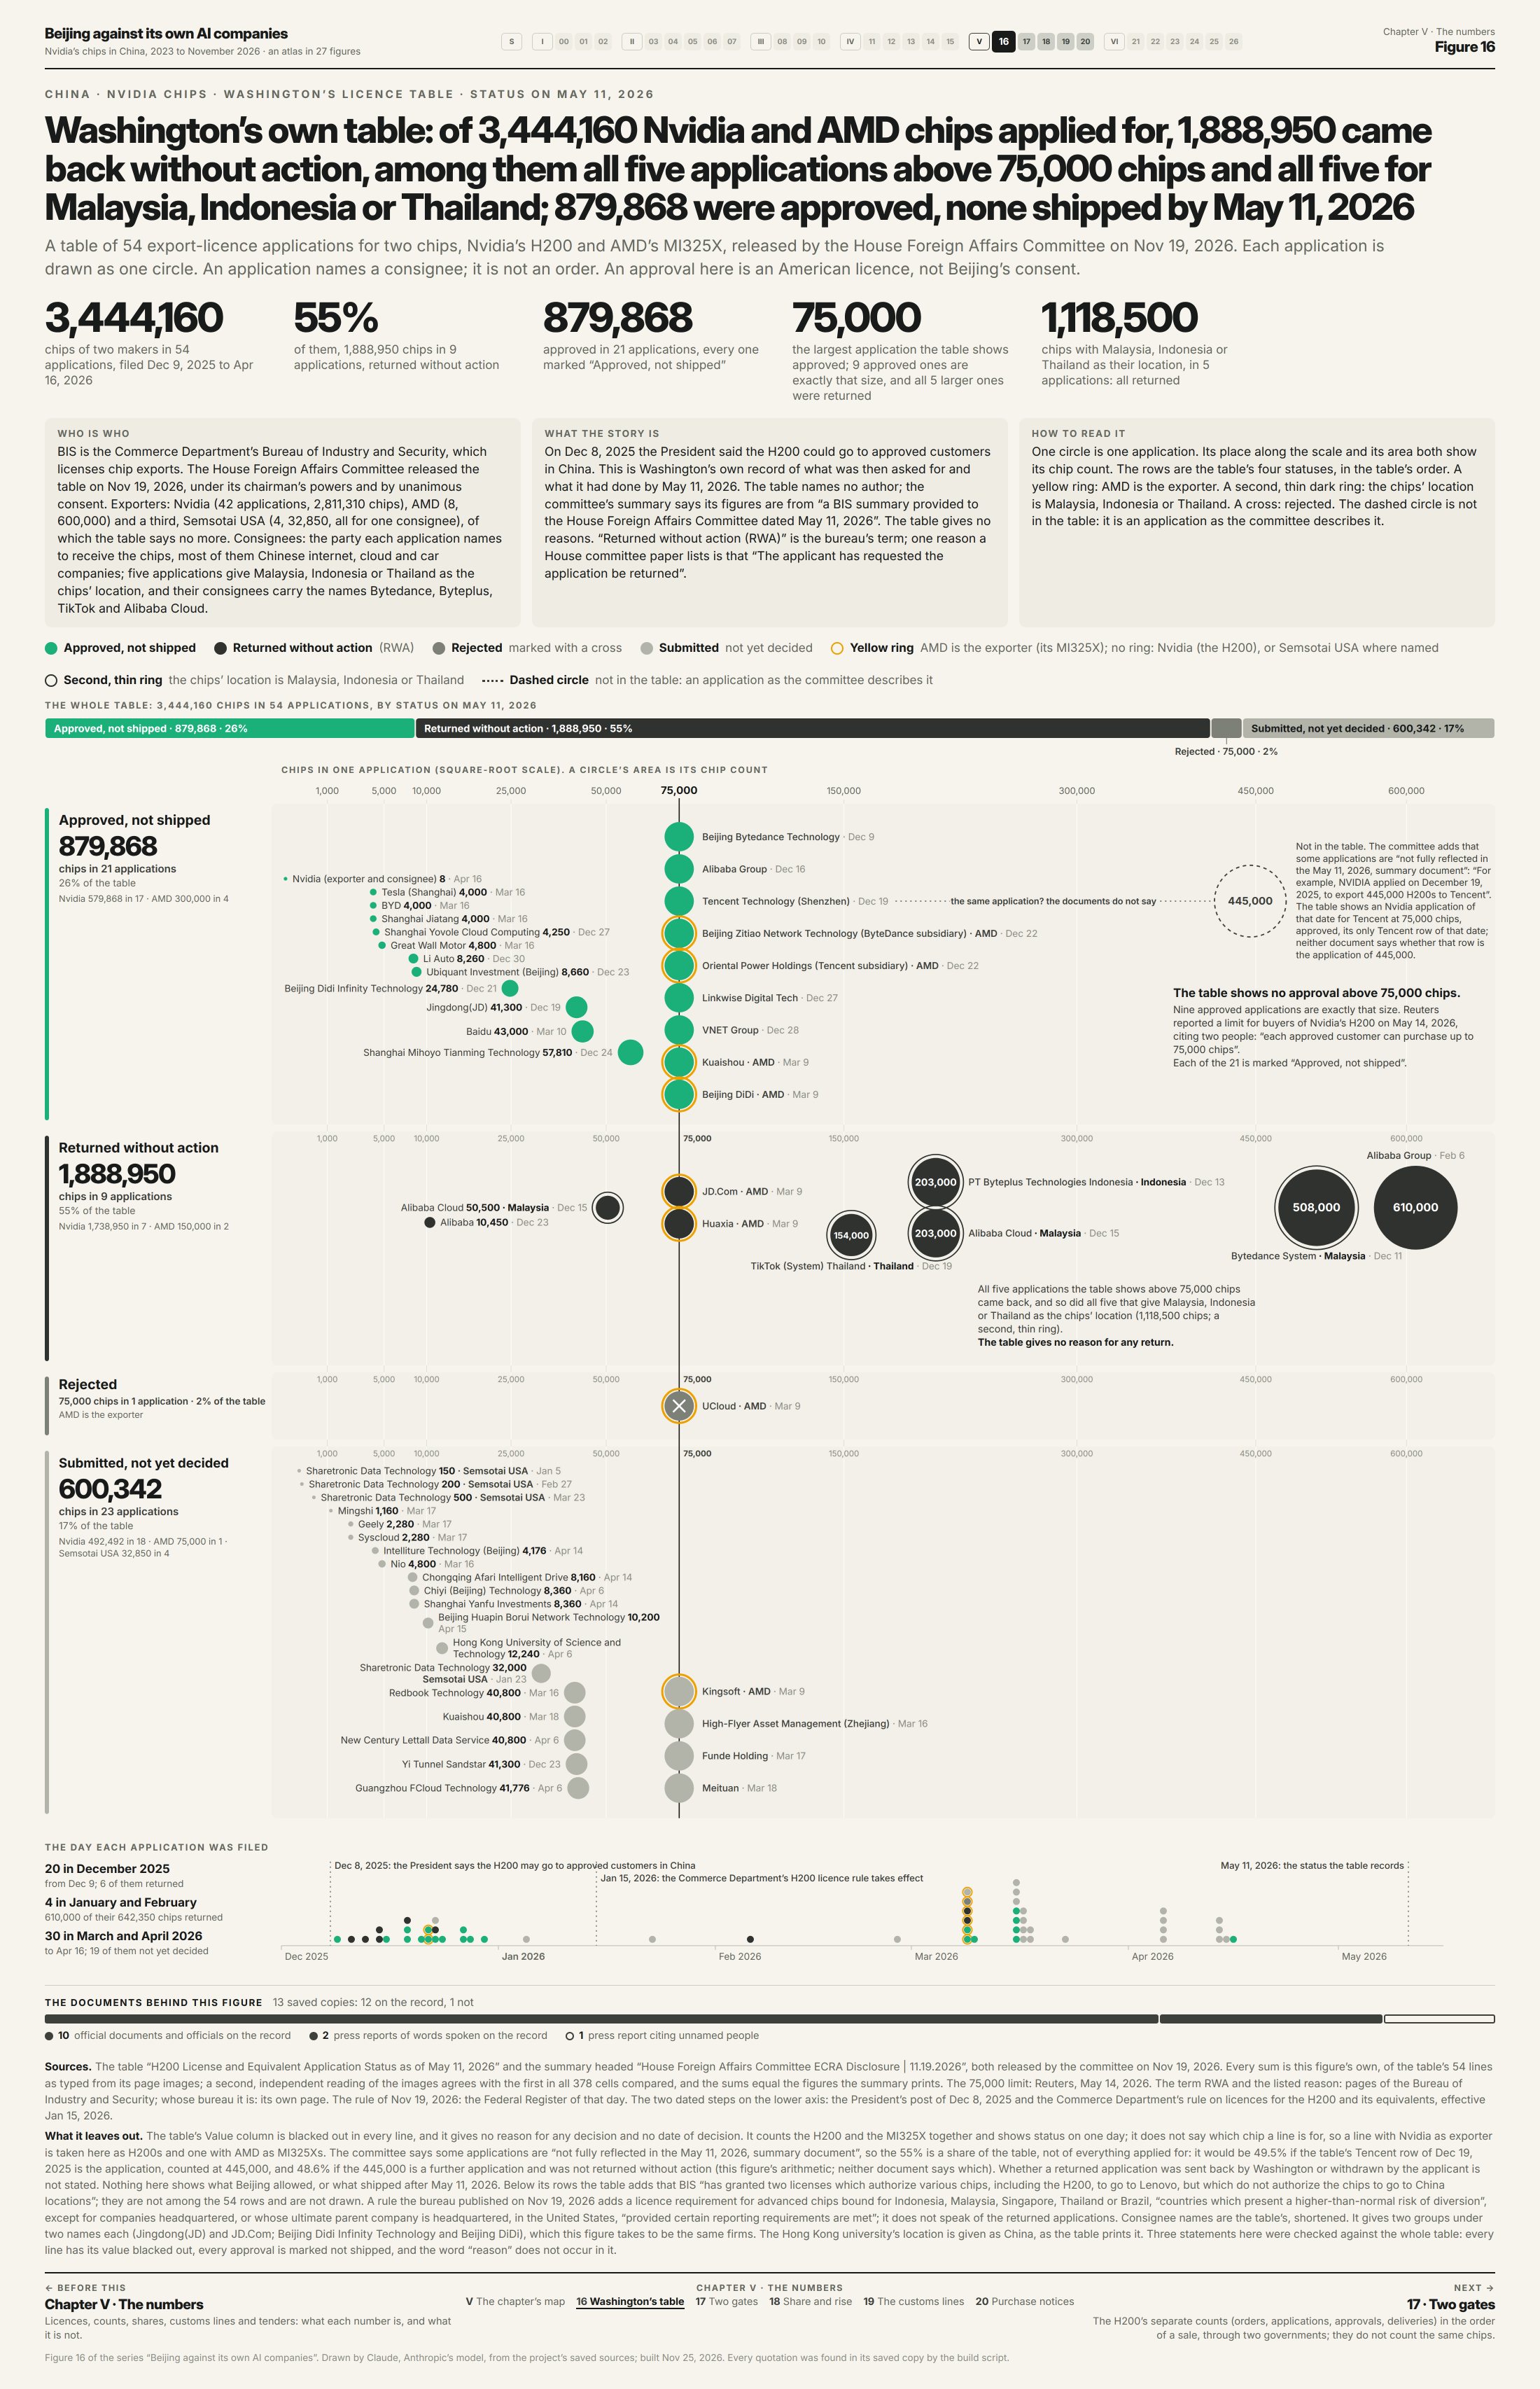 Beijing against its own AI companies
Nvidia’s chips in China, 2023 to November 2026 · an atlas in 27 figures
S I 00 01 02 II 03 04 05 06 07 III 08 09 10 IV 11 12 13 14 15 V 16 17 18 19 20 VI 21 22 23 24 25 26
Chapter V · The numbers
Figure 16
CHINA · NVIDIA CHIPS · WASHINGTON’S LICENCE TABLE · STATUS ON MAY 11, 2026
Washington’s own table: of 3,444,160 Nvidia and AMD chips applied for, 1,888,950 came
back without action, among them all five applications above 75,000 chips and all five for
Malaysia, Indonesia or Thailand; 879,868 were approved, none shipped by May 11, 2026
A table of 54 export-licence applications for two chips, Nvidia’s H200 and AMD’s MI325X, released by the House Foreign Affairs Committee on Nov 19, 2026. Each application is
drawn as one circle. An application names a consignee; it is not an order. An approval here is an American licence, not Beijing’s consent.
3,444,160
chips of two makers in 54
applications, filed Dec 9, 2025 to Apr
16, 2026
55%
of them, 1,888,950 chips in 9
applications, returned without action
879,868
approved in 21 applications, every one
marked “Approved, not shipped”
75,000
the largest application the table shows
approved; 9 approved ones are
exactly that size, and all 5 larger ones
were returned
1,118,500
chips with Malaysia, Indonesia or
Thailand as their location, in 5
applications: all returned
WHO IS WHO
BIS is the Commerce Department’s Bureau of Industry and Security, which
licenses chip exports. The House Foreign Affairs Committee released the
table on Nov 19, 2026, under its chairman’s powers and by unanimous
consent. Exporters: Nvidia (42 applications, 2,811,310 chips), AMD (8,
600,000) and a third, Semsotai USA (4, 32,850, all for one consignee), of
which the table says no more. Consignees: the party each application names
to receive the chips, most of them Chinese internet, cloud and car
companies; five applications give Malaysia, Indonesia or Thailand as the
chips’ location, and their consignees carry the names Bytedance, Byteplus,
TikTok and Alibaba Cloud.
WHAT THE STORY IS
On Dec 8, 2025 the President said the H200 could go to approved customers
in China. This is Washington’s own record of what was then asked for and
what it had done by May 11, 2026. The table names no author; the
committee’s summary says its figures are from “a BIS summary provided to
the House Foreign Affairs Committee dated May 11, 2026”. The table gives no
reasons. “Returned without action (RWA)” is the bureau’s term; one reason a
House committee paper lists is that “The applicant has requested the
application be returned”.
HOW TO READ IT
One circle is one application. Its place along the scale and its area both show
its chip count. The rows are the table’s four statuses, in the table’s order. A
yellow ring: AMD is the exporter. A second, thin dark ring: the chips’ location
is Malaysia, Indonesia or Thailand. A cross: rejected. The dashed circle is not
in the table: it is an application as the committee describes it.
Approved, not shipped
Returned without action (RWA)
Rejected marked with a cross
Submitted not yet decided
Yellow ring AMD is the exporter (its MI325X); no ring: Nvidia (the H200), or Semsotai USA where named
Second, thin ring the chips’ location is Malaysia, Indonesia or Thailand
Dashed circle not in the table: an application as the committee describes it
THE WHOLE TABLE: 3,444,160 CHIPS IN 54 APPLICATIONS, BY STATUS ON MAY 11, 2026
Approved, not shipped · 879,868 · 26%
Returned without action · 1,888,950 · 55%
Submitted, not yet decided · 600,342 · 17%
Rejected · 75,000 · 2%
CHIPS IN ONE APPLICATION (SQUARE-ROOT SCALE). A CIRCLE’S AREA IS ITS CHIP COUNT
1,000 5,000 10,000 25,000 50,000 75,000 150,000 300,000 450,000 600,000
Approved, not shipped
879,868
chips in 21 applications
26% of the table
Nvidia 579,868 in 17 · AMD 300,000 in 4
Nvidia (exporter and consignee) 8 · Apr 16
Tesla (Shanghai) 4,000 · Mar 16
BYD 4,000 · Mar 16
Shanghai Jiatang 4,000 · Mar 16
Shanghai Yovole Cloud Computing 4,250 · Dec 27
Great Wall Motor 4,800 · Mar 16
Li Auto 8,260 · Dec 30
Ubiquant Investment (Beijing) 8,660 · Dec 23
Beijing Didi Infinity Technology 24,780 · Dec 21
Jingdong(JD) 41,300 · Dec 19
Baidu 43,000 · Mar 10
Shanghai Mihoyo Tianming Technology 57,810 · Dec 24
Beijing Bytedance Technology · Dec 9
Alibaba Group · Dec 16
Tencent Technology (Shenzhen) · Dec 19
the same application? the documents do not say
445,000
Beijing Zitiao Network Technology (ByteDance subsidiary) · AMD · Dec 22
Oriental Power Holdings (Tencent subsidiary) · AMD · Dec 22
Linkwise Digital Tech · Dec 27
VNET Group · Dec 28
Kuaishou · AMD · Mar 9
Beijing DiDi · AMD · Mar 9
Not in the table. The committee adds that
some applications are “not fully reflected in
the May 11, 2026, summary document”: “For
example, NVIDIA applied on December 19,
2025, to export 445,000 H200s to Tencent”.
The table shows an Nvidia application of
that date for Tencent at 75,000 chips,
approved, its only Tencent row of that date;
neither document says whether that row is
the application of 445,000.
The table shows no approval above 75,000 chips.
Nine approved applications are exactly that size. Reuters
reported a limit for buyers of Nvidia’s H200 on May 14, 2026,
citing two people: “each approved customer can purchase up to
75,000 chips”.
Each of the 21 is marked “Approved, not shipped”.
Returned without action
1,888,950
chips in 9 applications
55% of the table
Nvidia 1,738,950 in 7 · AMD 150,000 in 2
1,000 5,000 10,000 25,000 50,000 75,000 150,000 300,000 450,000 600,000
Alibaba Group · Feb 6
Alibaba Cloud 50,500 · Malaysia · Dec 15
Alibaba 10,450 · Dec 23
JD.Com · AMD · Mar 9
Huaxia · AMD · Mar 9
154,000
TikTok (System) Thailand · Thailand · Dec 19
203,000 PT Byteplus Technologies Indonesia · Indonesia · Dec 13
203,000 Alibaba Cloud · Malaysia · Dec 15
508,000
610,000
Bytedance System · Malaysia · Dec 11
All five applications the table shows above 75,000 chips
came back, and so did all five that give Malaysia, Indonesia
or Thailand as the chips’ location (1,118,500 chips; a
second, thin ring).
The table gives no reason for any return.
Rejected
75,000 chips in 1 application · 2% of the table
AMD is the exporter
1,000 5,000 10,000 25,000 50,000 75,000 150,000 300,000 450,000 600,000
UCloud · AMD · Mar 9
Submitted, not yet decided
600,342
chips in 23 applications
17% of the table
Nvidia 492,492 in 18 · AMD 75,000 in 1 ·
Semsotai USA 32,850 in 4
1,000 5,000 10,000 25,000 50,000 75,000 150,000 300,000 450,000 600,000
Sharetronic Data Technology 150 · Semsotai USA · Jan 5
Sharetronic Data Technology 200 · Semsotai USA · Feb 27
Sharetronic Data Technology 500 · Semsotai USA · Mar 23
Mingshi 1,160 · Mar 17
Geely 2,280 · Mar 17
Syscloud 2,280 · Mar 17
Intelliture Technology (Beijing) 4,176 · Apr 14
Nio 4,800 · Mar 16
Chongqing Afari Intelligent Drive 8,160 · Apr 14
Chiyi (Beijing) Technology 8,360 · Apr 6
Shanghai Yanfu Investments 8,360 · Apr 14
Beijing Huapin Borui Network Technology 10,200
Apr 15
Hong Kong University of Science and
Technology 12,240 · Apr 6
Sharetronic Data Technology 32,000
Semsotai USA · Jan 23
Redbook Technology 40,800 · Mar 16
Kuaishou 40,800 · Mar 18
New Century Lettall Data Service 40,800 · Apr 6
Yi Tunnel Sandstar 41,300 · Dec 23
Guangzhou FCloud Technology 41,776 · Apr 6
Kingsoft · AMD · Mar 9
High-Flyer Asset Management (Zhejiang) · Mar 16
Funde Holding · Mar 17
Meituan · Mar 18
THE DAY EACH APPLICATION WAS FILED
20 in December 2025
from Dec 9; 6 of them returned
4 in January and February
610,000 of their 642,350 chips returned
30 in March and April 2026
to Apr 16; 19 of them not yet decided
Dec 8, 2025: the President says the H200 may go to approved customers in China
Jan 15, 2026: the Commerce Department’s H200 licence rule takes effect
May 11, 2026: the status the table records
Dec 2025 Jan 2026 Feb 2026 Mar 2026 Apr 2026 May 2026
THE DOCUMENTS BEHIND THIS FIGURE 13 saved copies: 12 on the record, 1 not
10 official documents and officials on the record
2 press reports of words spoken on the record
1 press report citing unnamed people
Sources. The table “H200 License and Equivalent Application Status as of May 11, 2026” and the summary headed “House Foreign Affairs Committee ECRA Disclosure | 11.19.2026”, both released by the committee on Nov 19, 2026. Every sum is this figure’s own, of the table’s 54 lines
as typed from its page images; a second, independent reading of the images agrees with the first in all 378 cells compared, and the sums equal the figures the summary prints. The 75,000 limit: Reuters, May 14, 2026. The term RWA and the listed reason: pages of the Bureau of
Industry and Security; whose bureau it is: its own page. The rule of Nov 19, 2026: the Federal Register of that day. The two dated steps on the lower axis: the President’s post of Dec 8, 2025 and the Commerce Department’s rule on licences for the H200 and its equivalents, effective
Jan 15, 2026.
What it leaves out. The table’s Value column is blacked out in every line, and it gives no reason for any decision and no date of decision. It counts the H200 and the MI325X together and shows status on one day; it does not say which chip a line is for, so a line with Nvidia as exporter
is taken here as H200s and one with AMD as MI325Xs. The committee says some applications are “not fully reflected in the May 11, 2026, summary document”, so the 55% is a share of the table, not of everything applied for: it would be 49.5% if the table’s Tencent row of Dec 19,
2025 is the application, counted at 445,000, and 48.6% if the 445,000 is a further application and was not returned without action (this figure’s arithmetic; neither document says which). Whether a returned application was sent back by Washington or withdrawn by the applicant is
not stated. Nothing here shows what Beijing allowed, or what shipped after May 11, 2026. Below its rows the table adds that BIS “has granted two licenses which authorize various chips, including the H200, to go to Lenovo, but which do not authorize the chips to go to China
locations”; they are not among the 54 rows and are not drawn. A rule the bureau published on Nov 19, 2026 adds a licence requirement for advanced chips bound for Indonesia, Malaysia, Singapore, Thailand or Brazil, “countries which present a higher-than-normal risk of diversion”,
except for companies headquartered, or whose ultimate parent company is headquartered, in the United States, “provided certain reporting requirements are met”; it does not speak of the returned applications. Consignee names are the table’s, shortened. It gives two groups under
two names each (Jingdong(JD) and JD.Com; Beijing Didi Infinity Technology and Beijing DiDi), which this figure takes to be the same firms. The Hong Kong university’s location is given as China, as the table prints it. Three statements here were checked against the whole table: every
line has its value blacked out, every approval is marked not shipped, and the word “reason” does not occur in it.
← BEFORE THIS
Chapter V · The numbers
Licences, counts, shares, customs lines and tenders: what each number is, and what
it is not.
CHAPTER V · THE NUMBERS
V The chapter’s map 16 Washington’s table 17 Two gates 18 Share and rise 19 The customs lines 20 Purchase notices
NEXT →
17 · Two gates
The H200’s separate counts (orders, applications, approvals, deliveries) in the order
of a sale, through two governments; they do not count the same chips.
Figure 16 of the series “Beijing against its own AI companies”. Drawn by Claude, Anthropic’s model, from the project’s saved sources; built Nov 25, 2026. Every quotation was found in its saved copy by the build script.